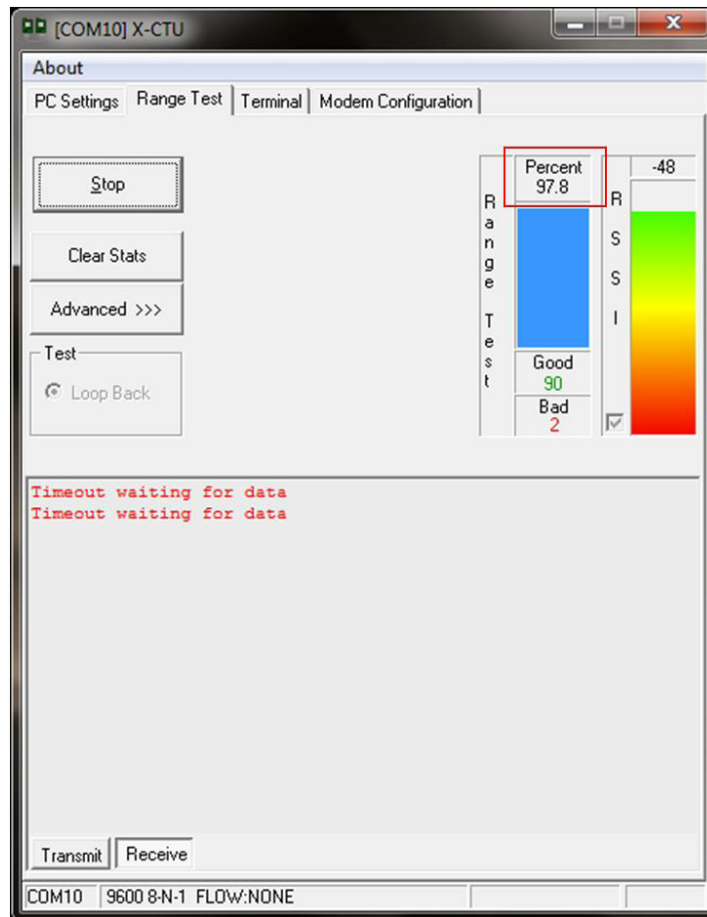 [COM10] X-CTU
About
PC Settings Range Test Terminal Modem Configuration
Stop
Clear Stats
Advanced >>>
Test
Loop Back
Range Test
Percent
97.8
Good
90
Bad
2
RSSI
-48
Timeout waiting for data
Timeout waiting for data
Transmit Receive
COM10 9600 8-N-1 FLOW:NONE